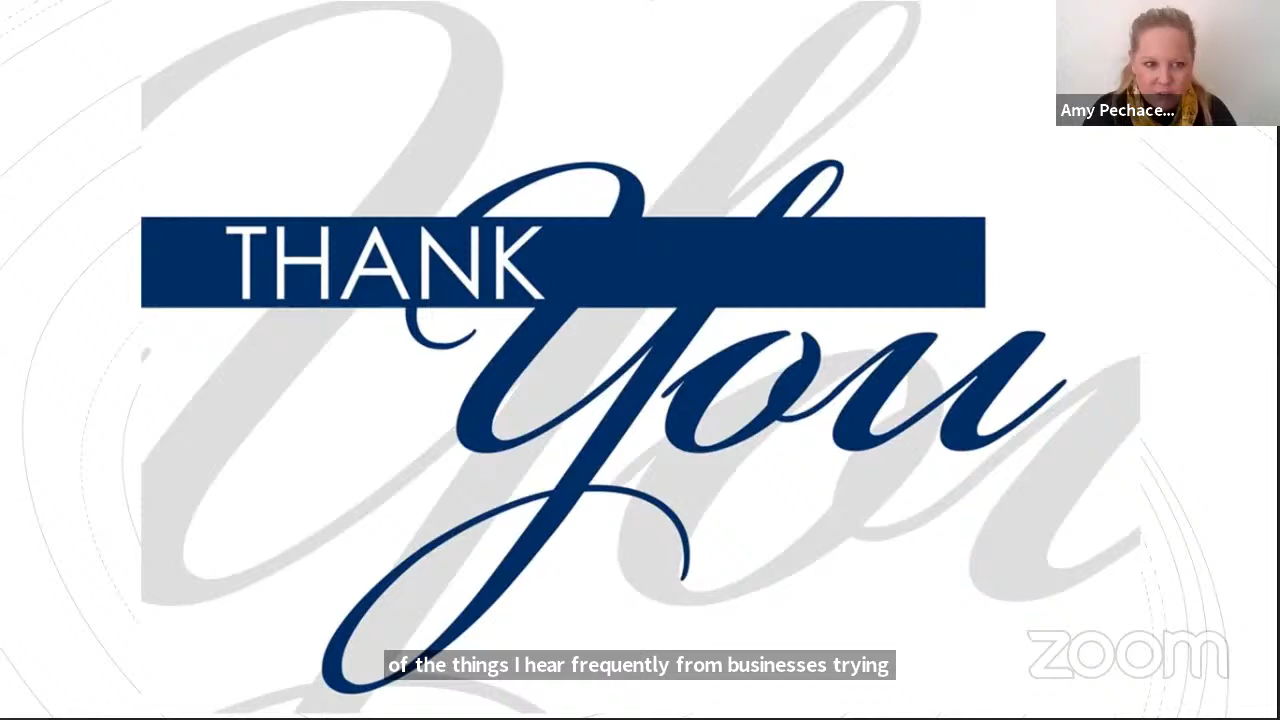 Amy Pechace...
THANK
You
of the things I hear frequently from businesses trying
zoom